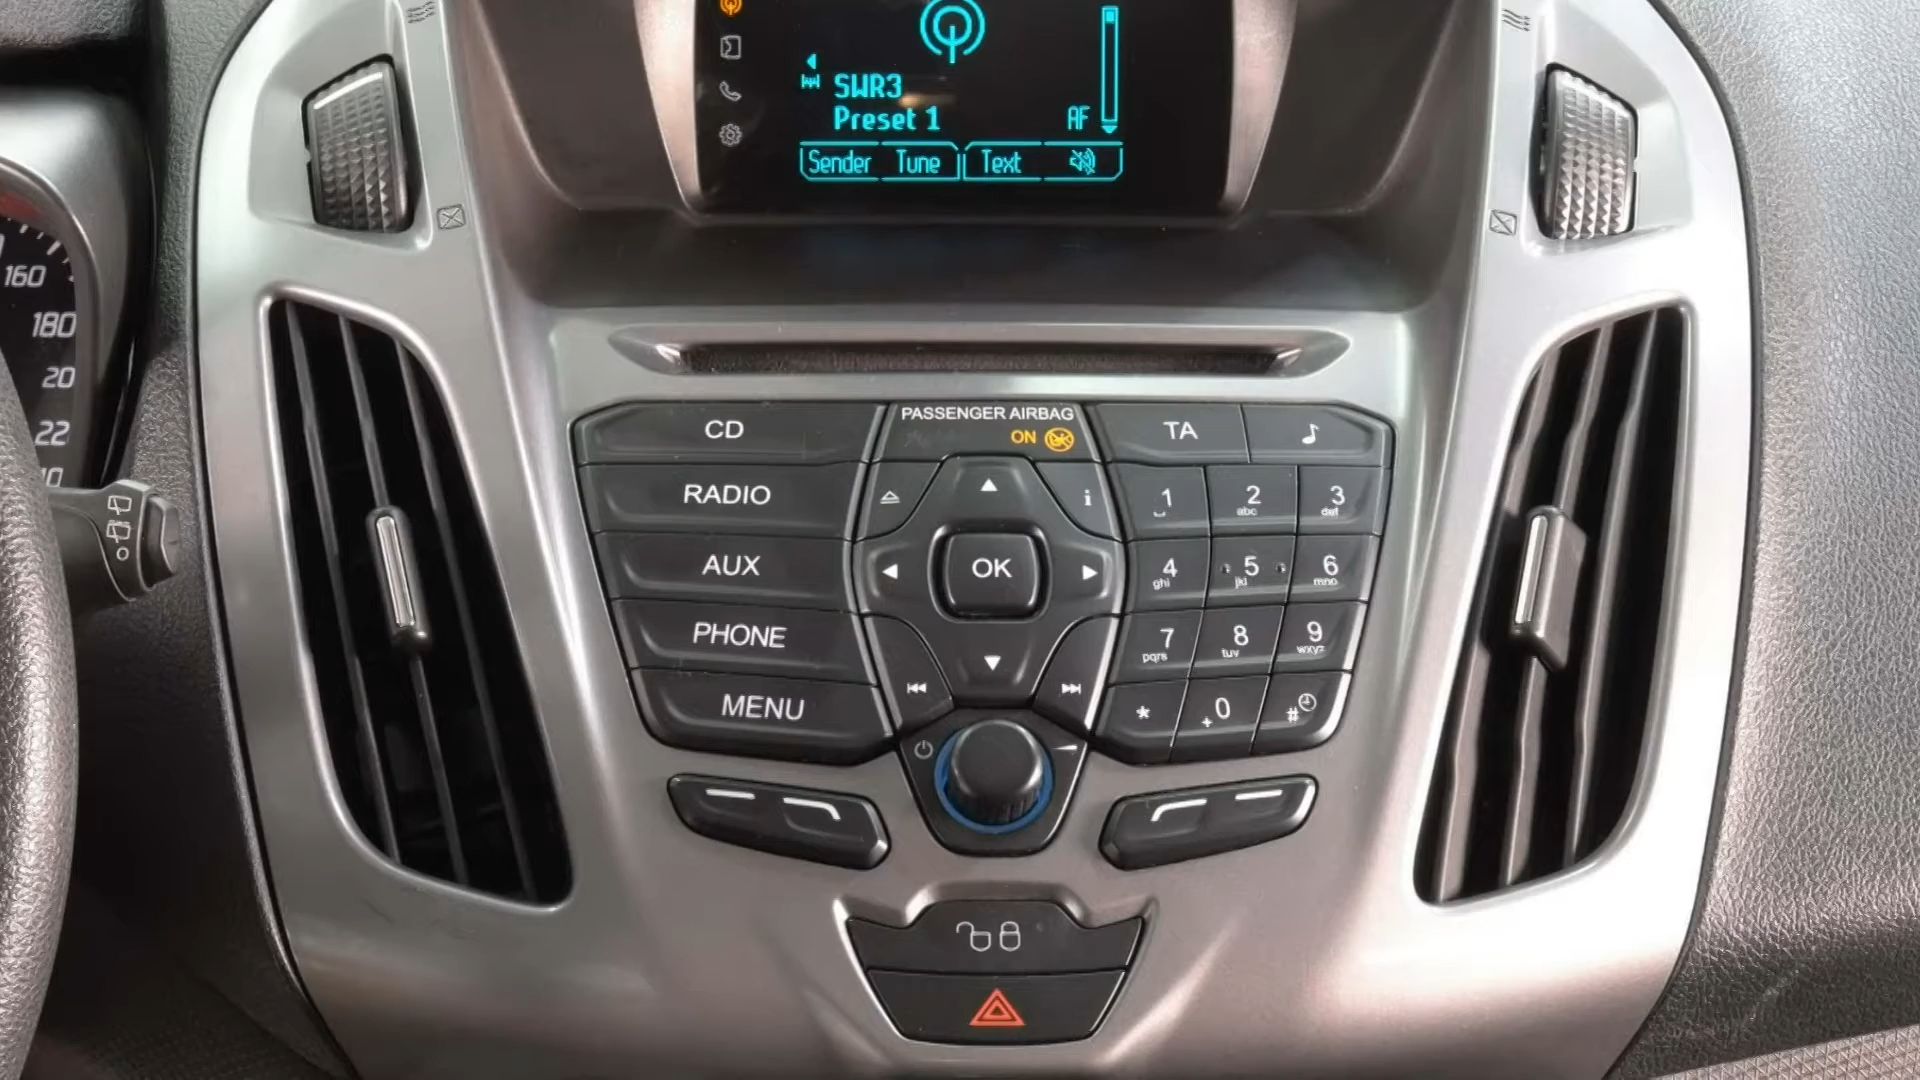 SWR3
Preset 1 AF
Sender Tune Text
160
180
20
22
PASSENGER AIRBAG
ON
CD
RADIO
AUX
PHONE
MENU
OK
i
TA
1
2 abc
3 def
4 ghi
5 jkl
6 mno
7 pqrs
8 tuv
9 wxyz
*
0 +
#